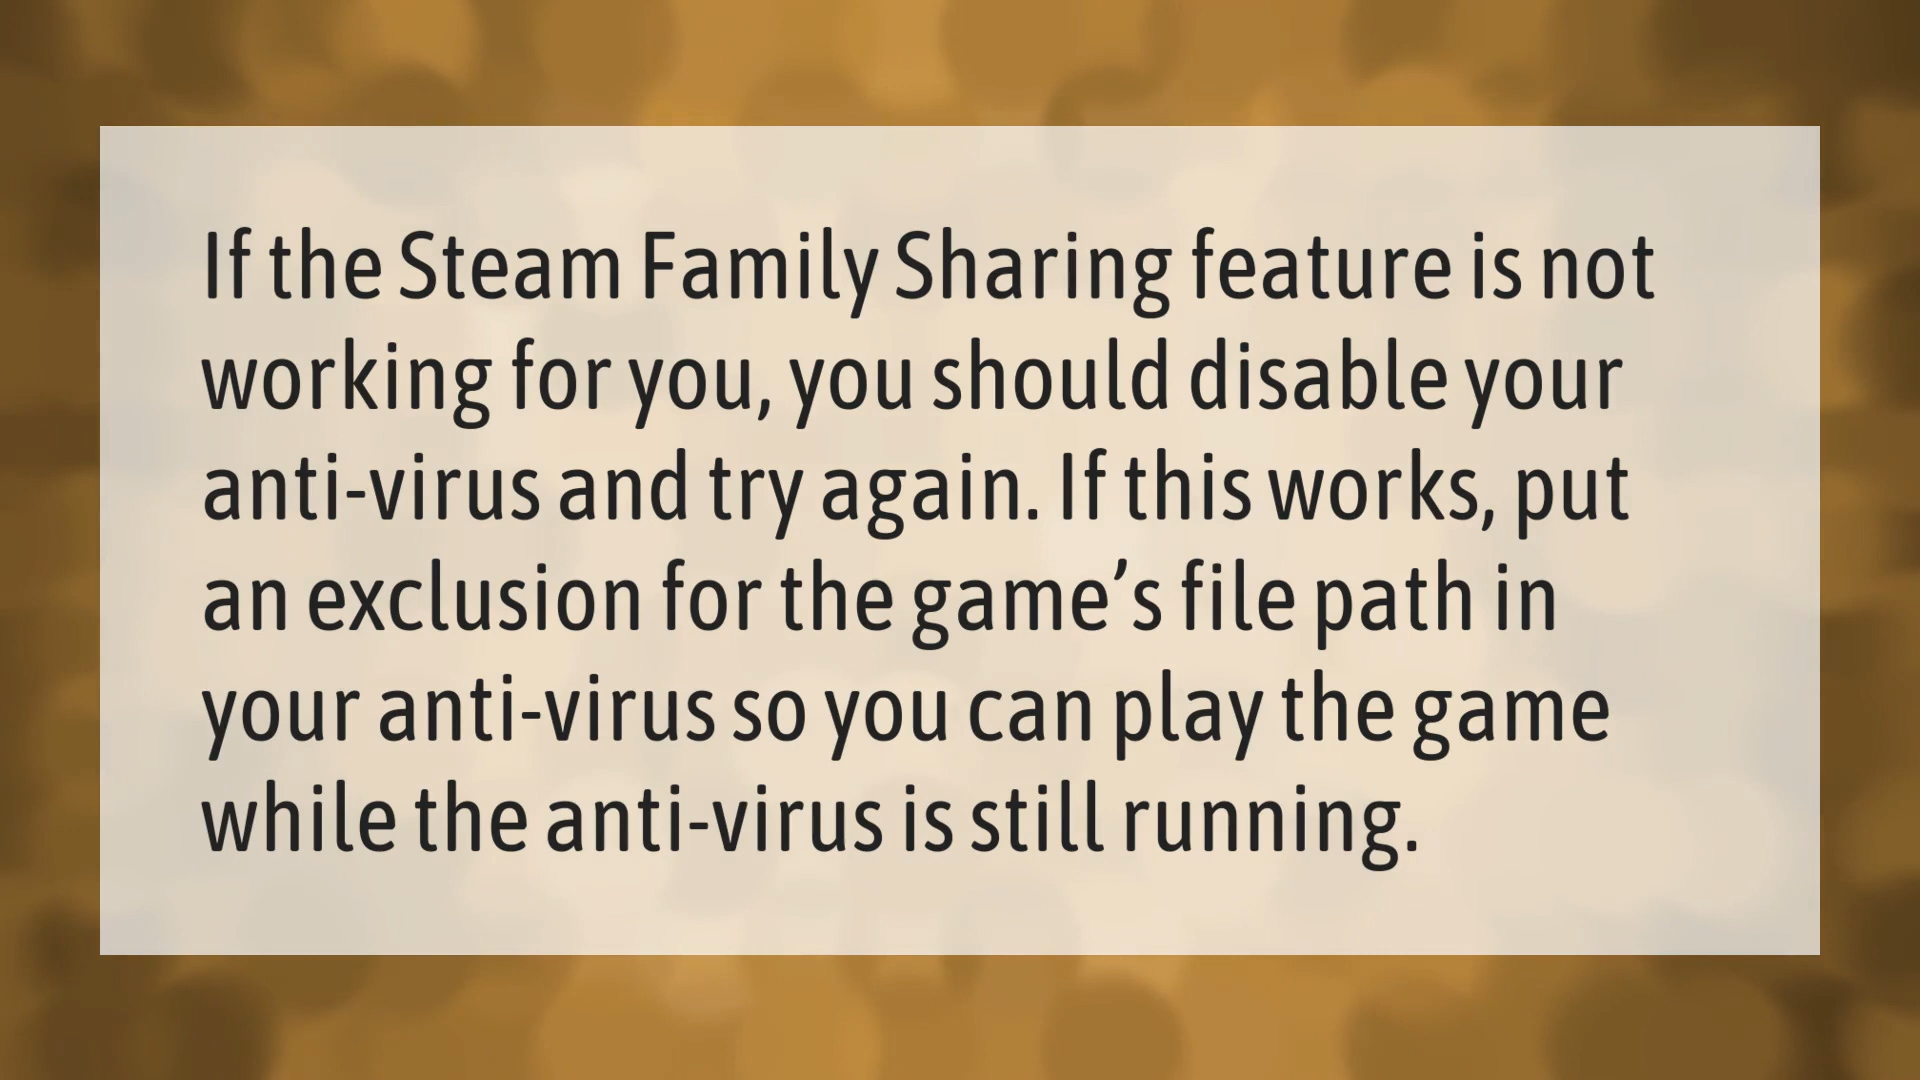 If the Steam Family Sharing feature is not
working for you, you should disable your
anti-virus and try again. If this works, put
an exclusion for the game’s file path in
your anti-virus so you can play the game
while the anti-virus is still running.